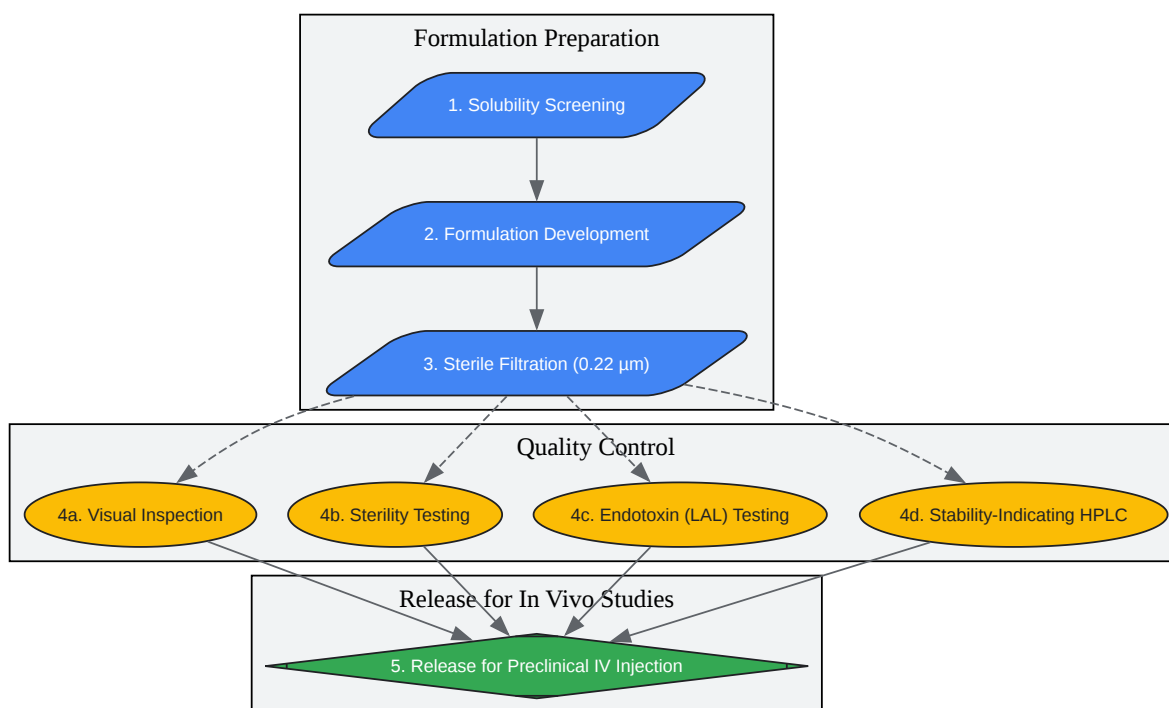 Formulation Preparation
1. Solubility Screening
2. Formulation Development
3. Sterile Filtration (0.22 µm)
Quality Control
4a. Visual Inspection
4b. Sterility Testing
4c. Endotoxin (LAL) Testing
4d. Stability-Indicating HPLC
Release for In Vivo Studies
5. Release for Preclinical IV Injection